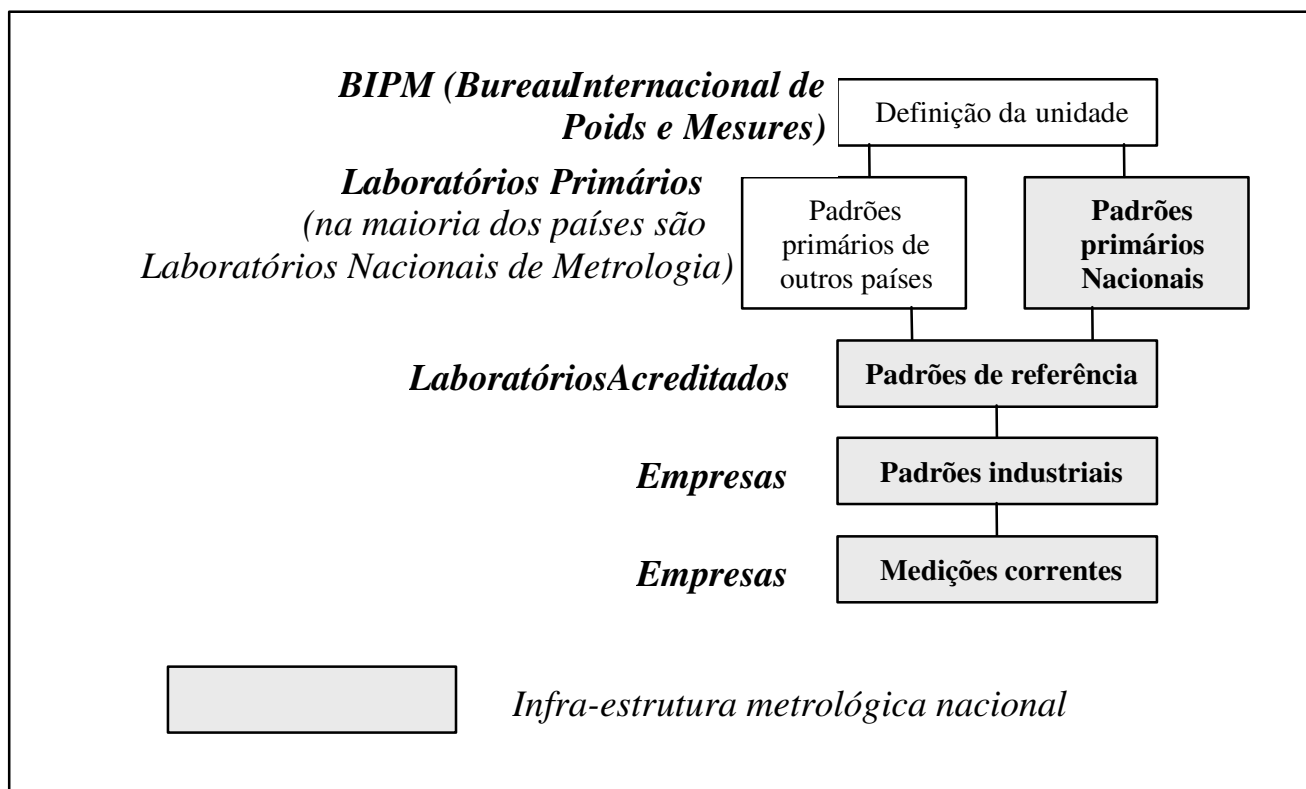 BIPM (BureauInternacional de
Poids e Mesures)
Definição da unidade
Laboratórios Primários
(na maioria dos países são
Laboratórios Nacionais de Metrologia)
Padrões
primários de
outros países
Padrões
primários
Nacionais
LaboratóriosAcreditados
Padrões de referência
Empresas
Padrões industriais
Empresas
Medições correntes
Infra-estrutura metrológica nacional